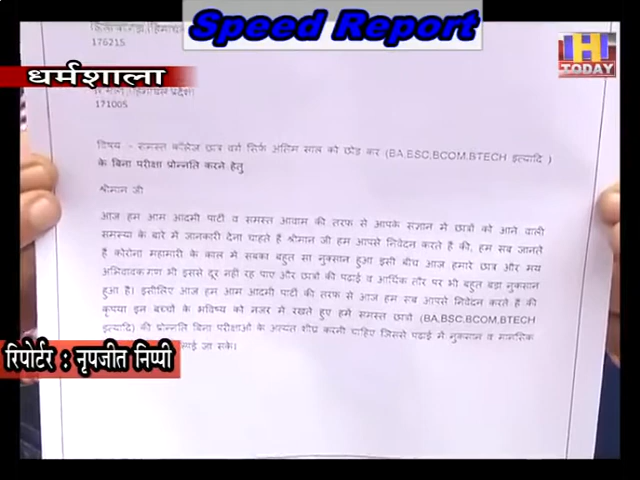 Speed Report
H
TODAY
176215
धर्मशाला
171005
विषय - समस्त कॉलेज छात्र वर्ग सिर्फ अंतिम साल को छोड़ कर (BA,BSC,BCOM,BTECH इत्यादि )
के बिना परीक्षा प्रोन्नति करने हेतु
श्रीमान जी
आज हम आम आदमी पार्टी व समस्त आवाम की तरफ से आपके संज्ञान मे छात्रों को आने वाली
समस्या के बारे में जानकारी देना चाहते है श्रीमान जी हम आपसे निवेदन करते है की, हम सब जानते
है कोरोना महामारी के काल मे सबका बहुत सा नुकसान हुआ इसी बीच आज हमारे छात्र और मय
अभिवावकगण भी इससे दूर नहीं रह पाए और छात्रों की पढाई व आर्थिक तौर पर भी बहुत बड़ा नुकसान
हुआ है। इसीलिए आज हम आम आदमी पार्टी की तरफ से आज हम सब आपसे निवेदन करते है की
कृपया इन बच्चो के भविष्य को नजर मे रखते हुए हमे समस्त छात्रो (BA,BSC,BCOM,BTECH
इत्यादि) की प्रोन्नति बिना परीक्षाओ के अत्यंत शीघ्र करनी चाहिए जिससे पढाई मे नुकसान व मानसिक
जा सके।
रिपोर्टर : नृपजीत निप्पी